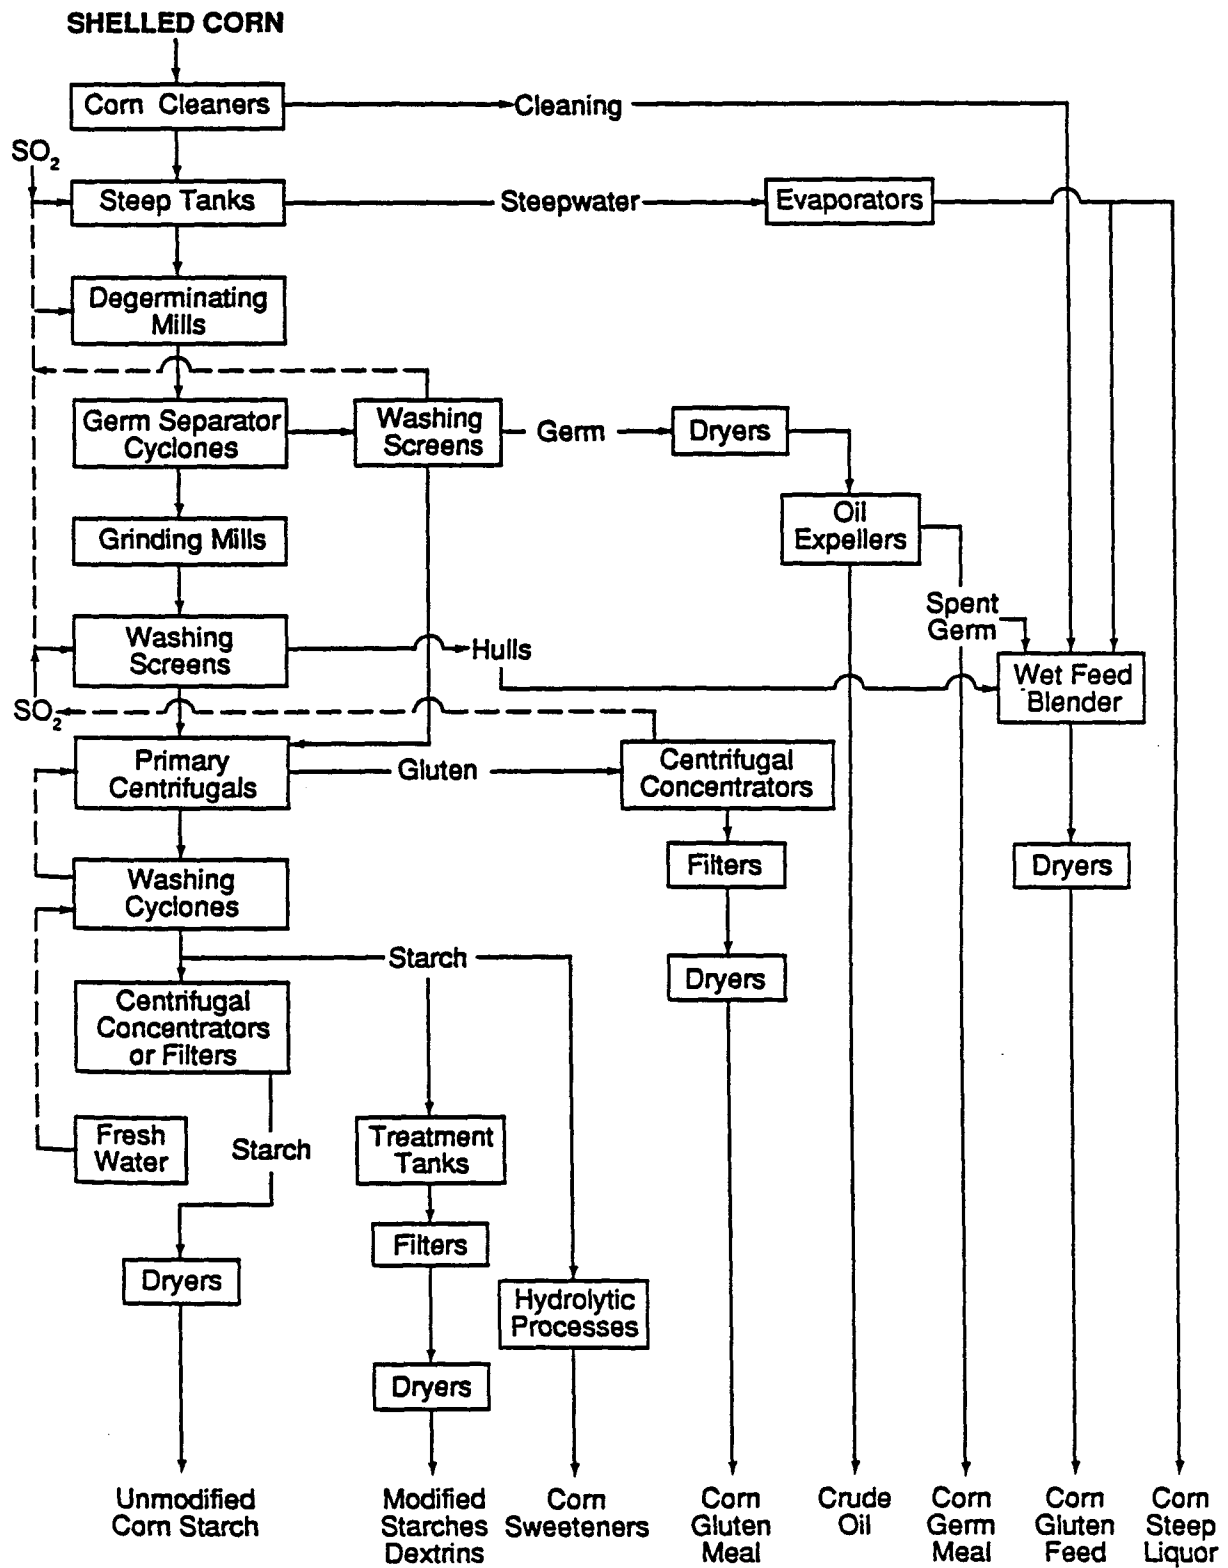 SHELLED CORN
Corn Cleaners
Cleaning
SO2
Steep Tanks
Steepwater
Evaporators
Degerminating
Mills
Germ Separator
Cyclones
Washing
Screens
Germ
Dryers
Oil
Expellers
Grinding Mills
Spent
Germ
Washing
Screens
Hulls
Wet Feed
Blender
SO2
Primary
Centrifugals
Gluten
Centrifugal
Concentrators
Filters
Dryers
Washing
Cyclones
Starch
Dryers
Centrifugal
Concentrators
or Filters
Fresh
Water
Starch
Treatment
Tanks
Filters
Dryers
Hydrolytic
Processes
Dryers
Unmodified
Corn Starch
Modified
Starches
Dextrins
Corn
Sweeteners
Corn
Gluten
Meal
Crude
Oil
Corn
Germ
Meal
Corn
Gluten
Feed
Corn
Steep
Liquor